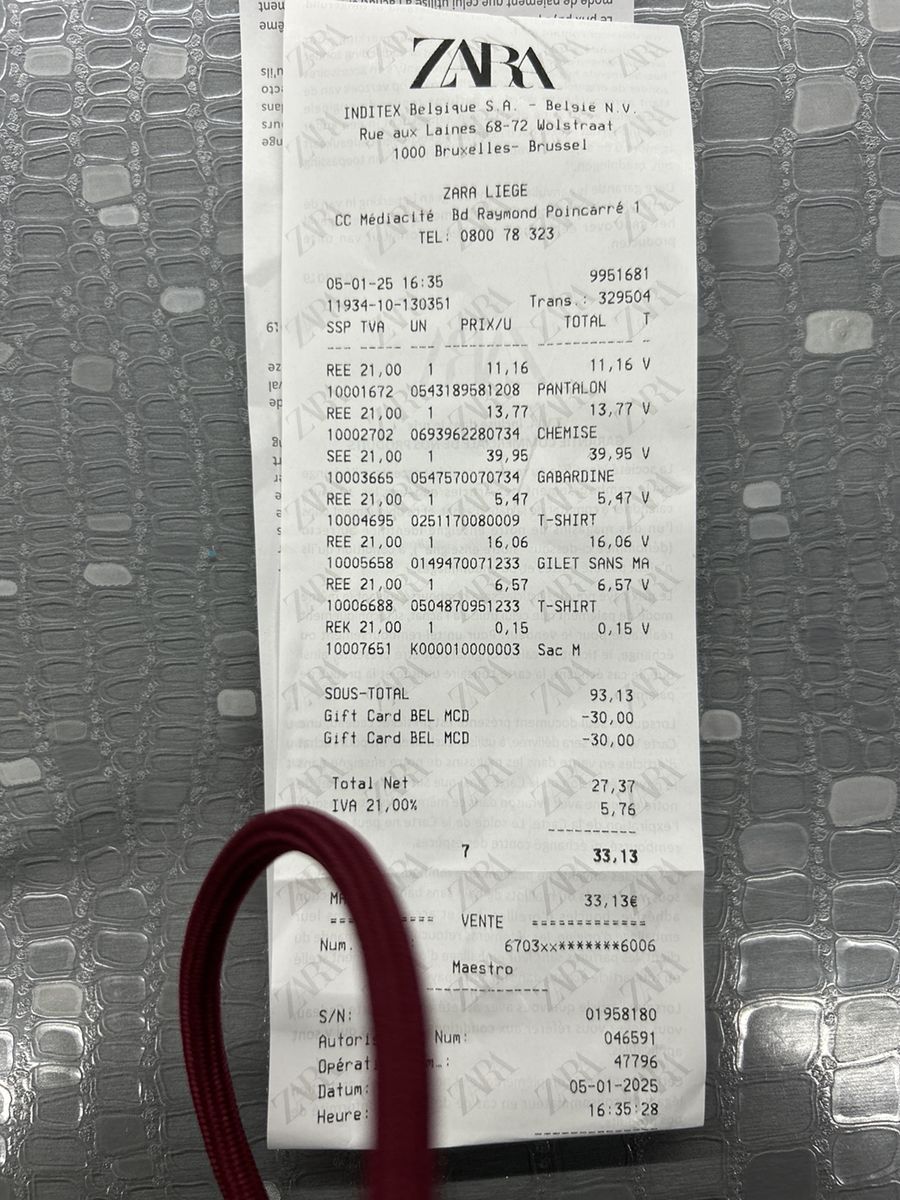 ZARA
INDITEX Belgique S.A. - België N.V.
Rue aux Laines 68-72 Wolstraat
1000 Bruxelles- Brussel
ZARA LIEGE
CC Médiacité Bd Raymond Poincarré 1
TEL: 0800 78 323
05-01-25 16:35 9951681
11934-10-130351 Trans.: 329504
SSP TVA UN PRIX/U TOTAL T
REE 21,00 1 11,16 11,16 V
10001672 0543189581208 PANTALON
REE 21,00 1 13,77 13,77 V
10002702 0693962280734 CHEMISE
SEE 21,00 1 39,95 39,95 V
10003665 0547570070734 GABARDINE
REE 21,00 1 5,47 5,47 V
10004695 0251170080009 T-SHIRT
REE 21,00 1 16,06 16,06 V
10005658 0149470071233 GILET SANS MA
REE 21,00 1 6,57 6,57 V
10006688 0504870951233 T-SHIRT
REK 21,00 1 0,15 0,15 V
10007651 K000010000003 Sac M
SOUS-TOTAL 93,13
Gift Card BEL MCD -30,00
Gift Card BEL MCD -30,00
Total Net 27,37
IVA 21,00% 5,76
7 33,13
33,13€
VENTE
Num. 6703xx*******6006
Maestro
S/N: 01958180
Num: 046591
47796
Datum: 05-01-2025
Heure: 16:35:28